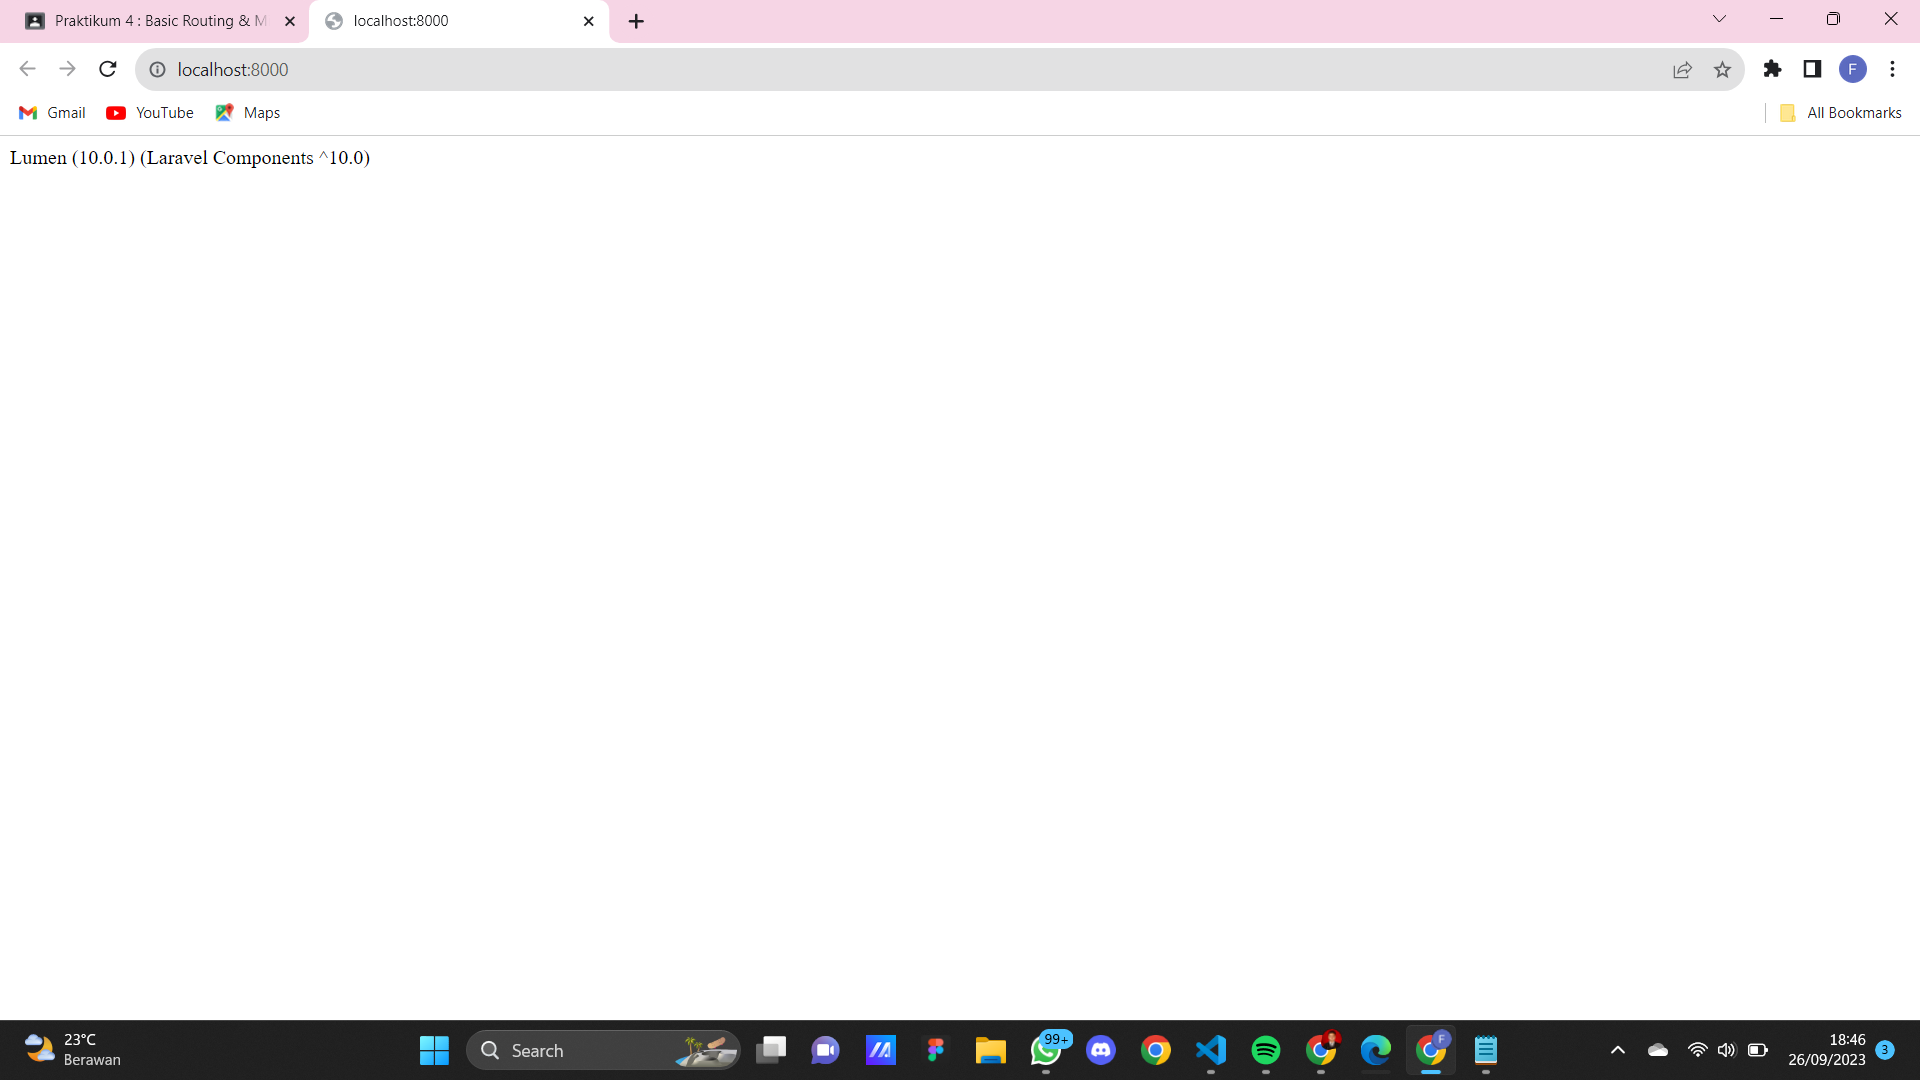 Praktikum 4 : Basic Routing & M
localhost:8000
localhost:8000
F
Gmail
YouTube
Maps
All Bookmarks
Lumen (10.0.1) (Laravel Components ^10.0)
23°C
Berawan
Search
99+
F
18:46
26/09/2023
3